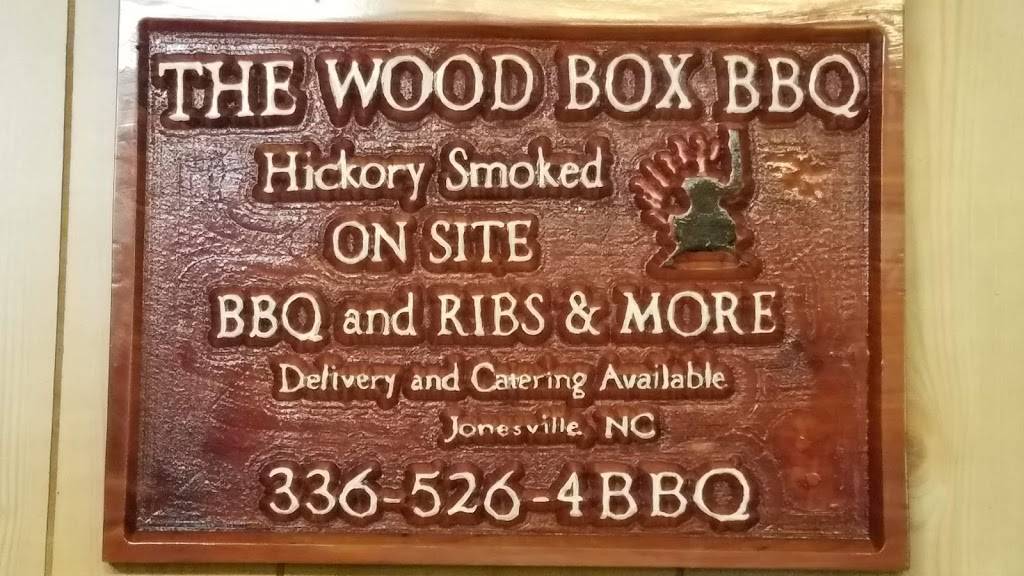 THE WOOD BOX BBQ
Hickory Smoked
ON SITE
BBQ and RIBS & MORE
Delivery and Catering Available
Jonesville NC
336-526-4BBQ